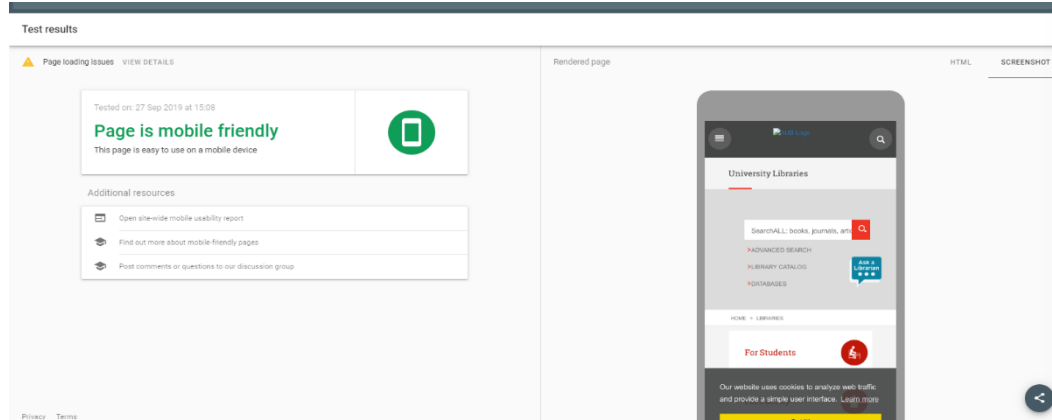 Test results
Page loading issues VIEW DETAILS
Tested on: 27 Sep 2019 at 15:08
Page is mobile friendly
This page is easy to use on a mobile device
Additional resources
Open site-wide mobile usability report
Find out more about mobile-friendly pages
Post comments or questions to our discussion group
Privacy Terms
Rendered page
HTML SCREENSHOT
Logo
University Libraries
SearchALL: books, journals, arti
>ADVANCED SEARCH
>LIBRARY CATALOG
>DATABASES
Ask a
Librarian
HOME > LIBRARIES
For Students
Our website uses cookies to analyze web traffic
and provide a simple user interface. Learn more